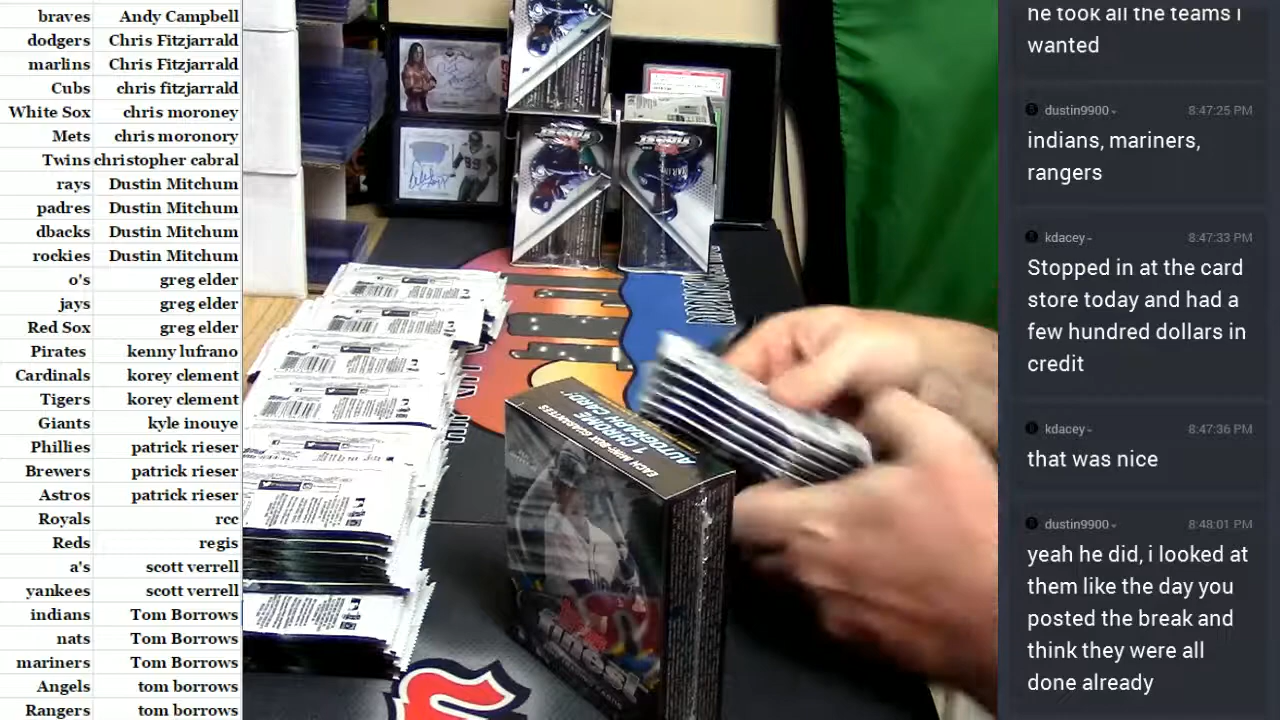 braves Andy Campbell
dodgers Chris Fitzjarrald
marlins Chris Fitzjarrald
Cubs chris fitzjarrald
White Sox chris moroney
Mets chris moronory
Twins christopher cabral
rays Dustin Mitchum
padres Dustin Mitchum
dbacks Dustin Mitchum
rockies Dustin Mitchum
o's greg elder
jays greg elder
Red Sox greg elder
Pirates kenny lufrano
Cardinals korey clement
Tigers korey clement
Giants kyle inouye
Phillies patrick rieser
Brewers patrick rieser
Astros patrick rieser
Royals rcc
Reds regis
a's scott verrell
yankees scott verrell
indians Tom Borrows
nats Tom Borrows
mariners Tom Borrows
Angels tom borrows
Rangers tom borrows
EACH MINI-BOX GUARANTEES
1 CHROME
AUTOGRAPH CARD!
finest
he took all the teams i
wanted
dustin9900 8:47:25 PM
indians, mariners,
rangers
kdacey 8:47:33 PM
Stopped in at the card
store today and had a
few hundred dollars in
credit
kdacey 8:47:36 PM
that was nice
dustin9900 8:48:01 PM
yeah he did, i looked at
them like the day you
posted the break and
think they were all
done already